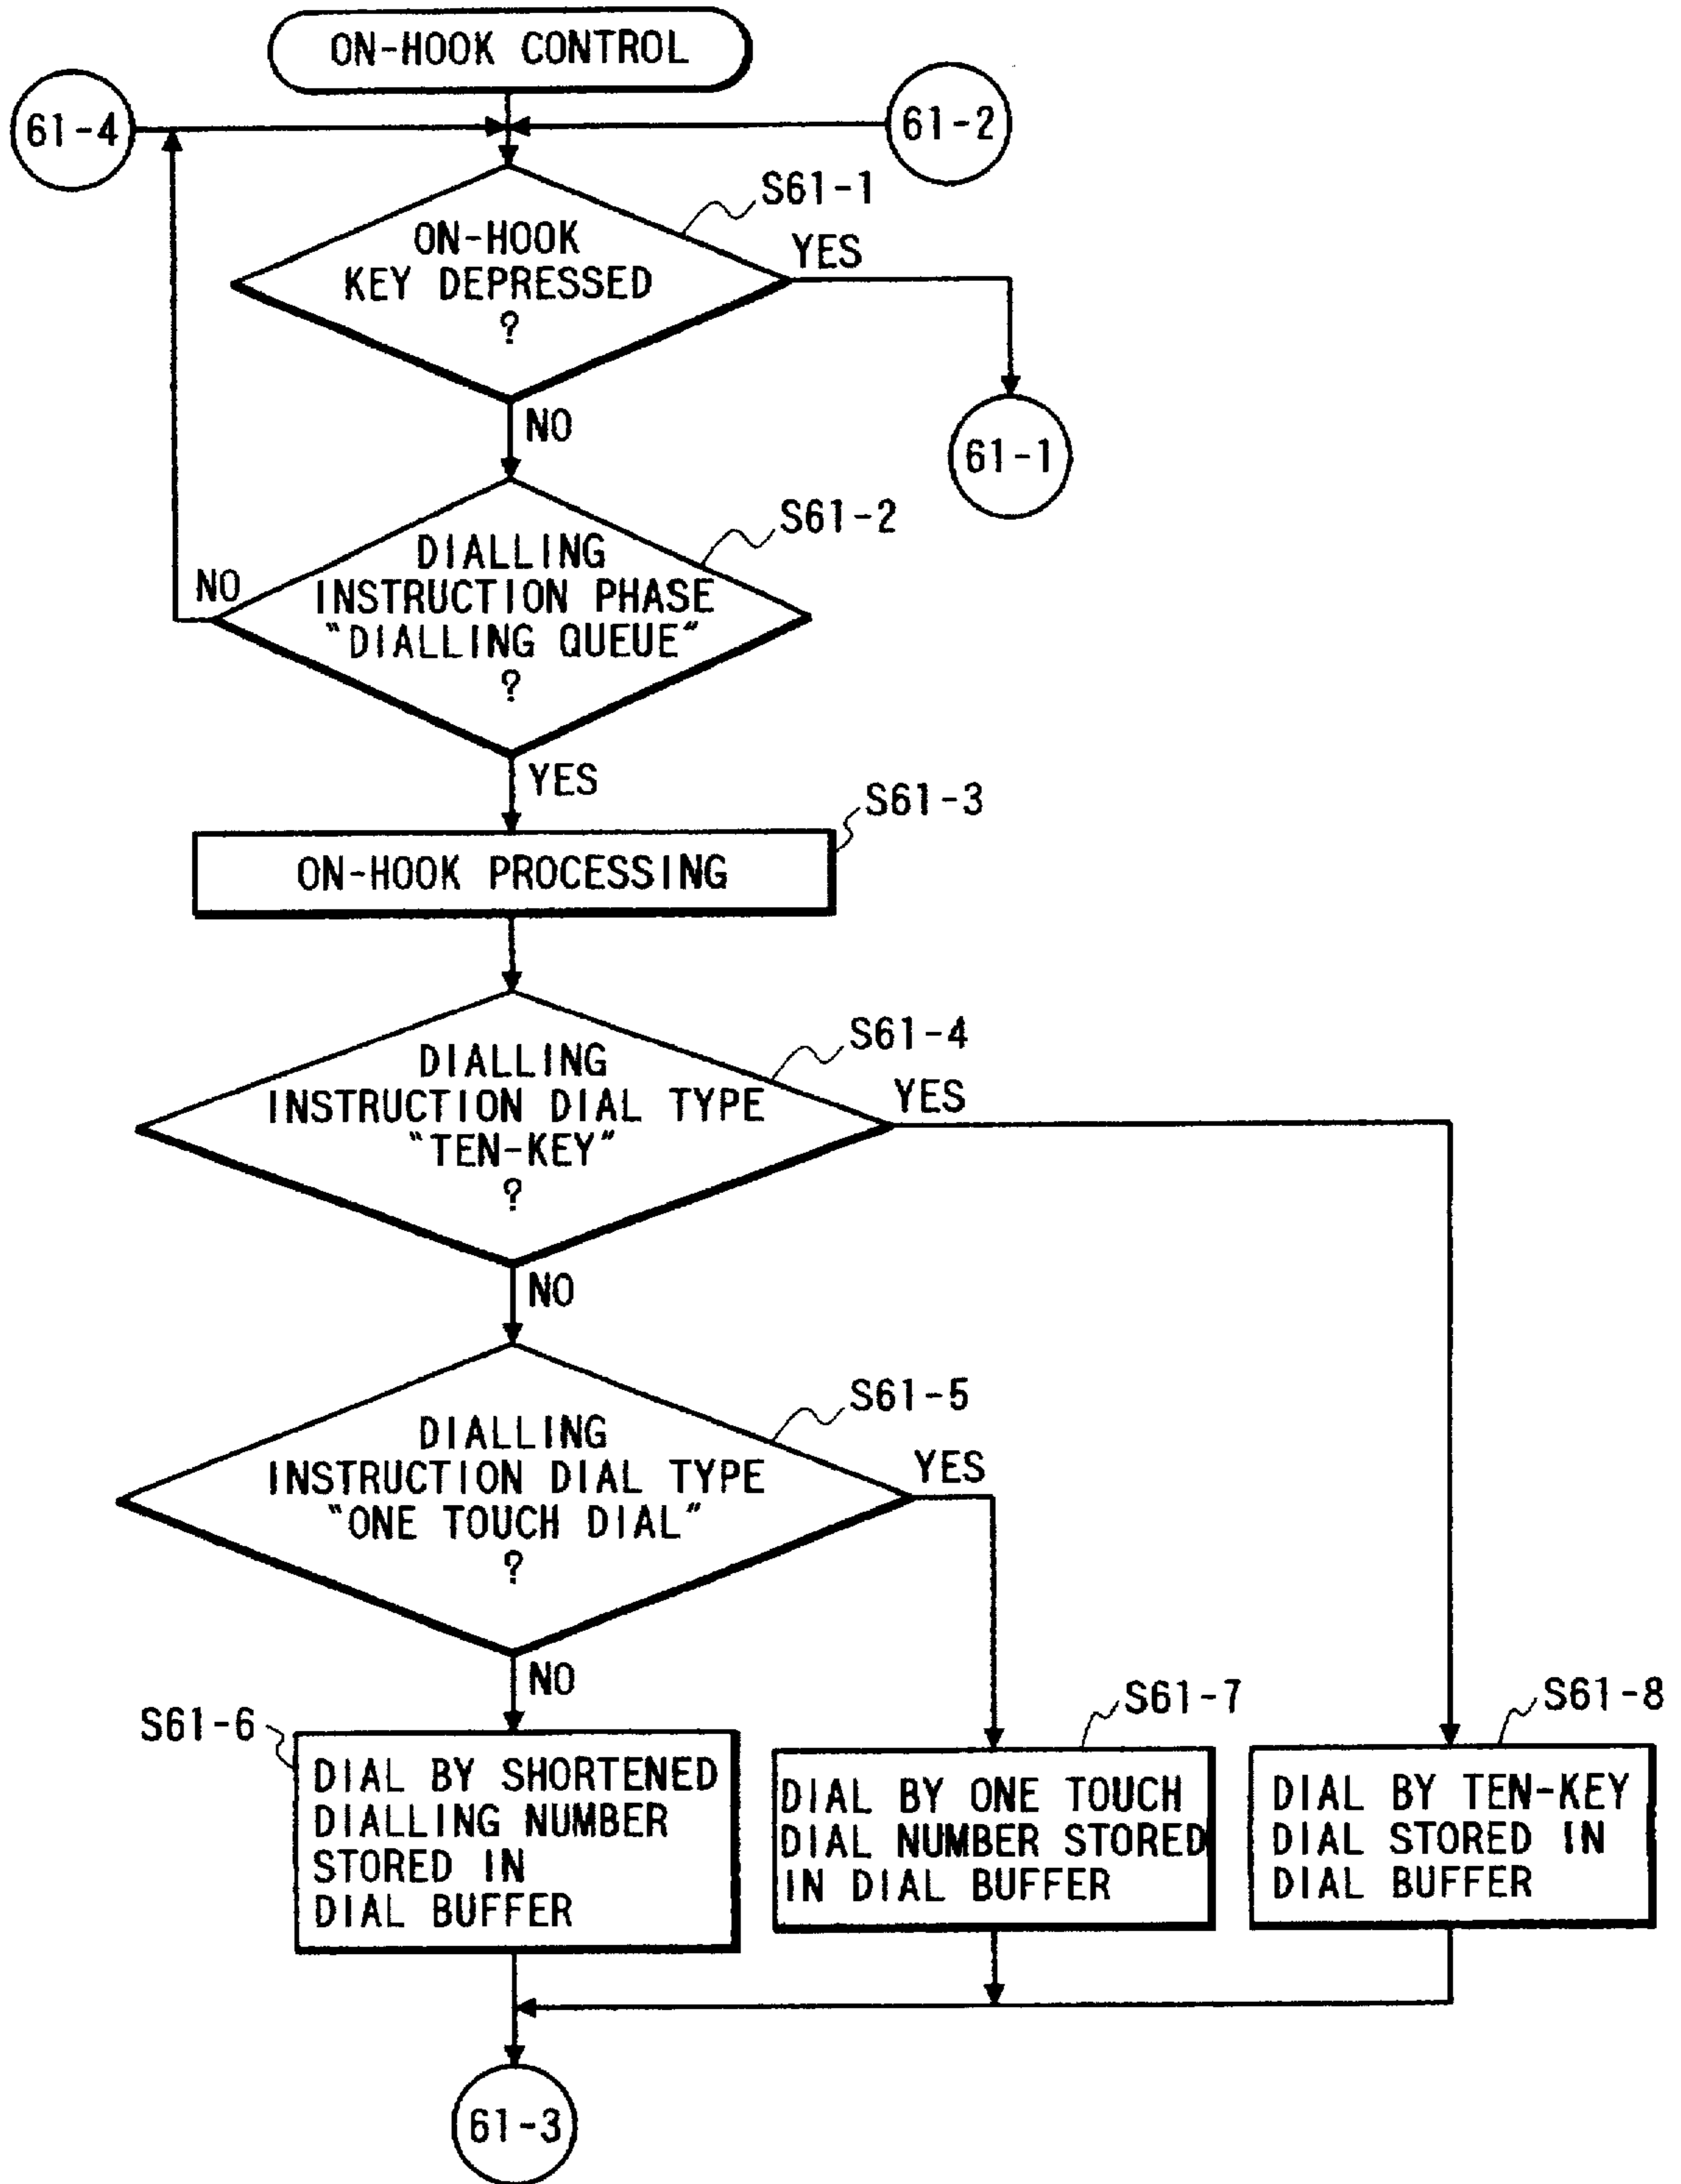 ON-HOOK CONTROL
61-4
61-2
S61-1
ON-HOOK
KEY DEPRESSED
?
YES
NO
61-1
S61-2
DIALLING
INSTRUCTION PHASE
"DIALLING QUEUE"
?
NO
YES
S61-3
ON-HOOK PROCESSING
S61-4
DIALLING
INSTRUCTION DIAL TYPE
"TEN-KEY"
?
YES
NO
S61-5
DIALLING
INSTRUCTION DIAL TYPE
"ONE TOUCH DIAL"
?
YES
NO
S61-6
DIAL BY SHORTENED
DIALLING NUMBER
STORED IN
DIAL BUFFER
S61-7
DIAL BY ONE TOUCH
DIAL NUMBER STORED
IN DIAL BUFFER
S61-8
DIAL BY TEN-KEY
DIAL STORED IN
DIAL BUFFER
61-3